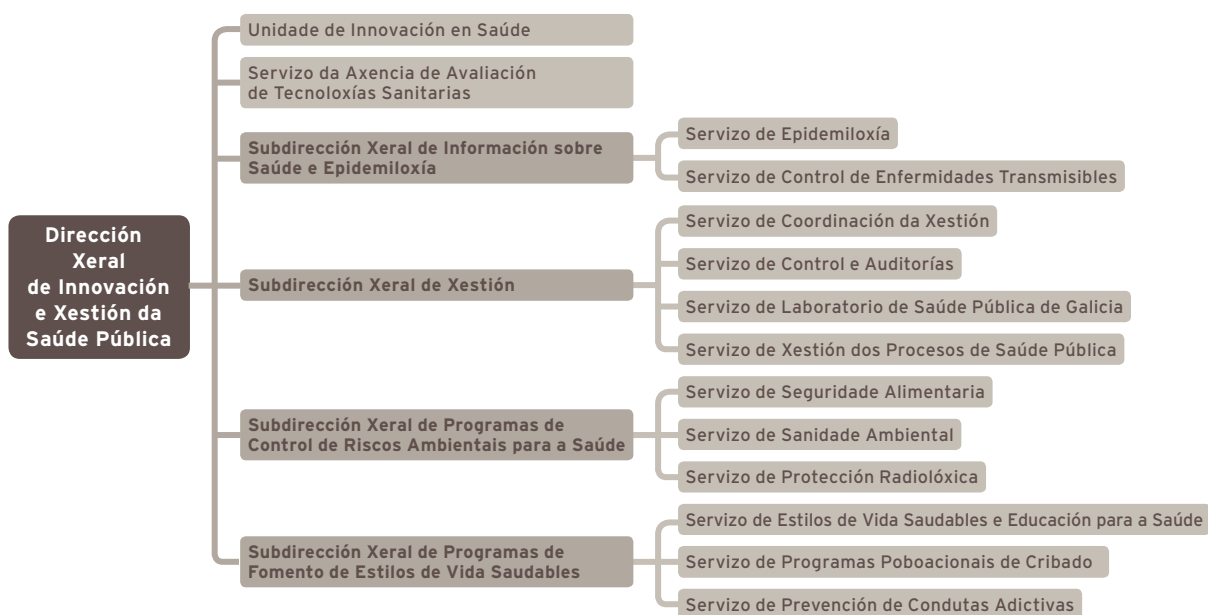 Dirección
Xeral
de Innovación
e Xestión da
Saúde Pública
Unidade de Innovación en Saúde
Servizo da Axencia de Avaliación
de Tecnoloxías Sanitarias
Subdirección Xeral de Información sobre
Saúde e Epidemiloxía
Servizo de Epidemiloxía
Servizo de Control de Enfermidades Transmisibles
Subdirección Xeral de Xestión
Servizo de Coordinación da Xestión
Servizo de Control e Auditorías
Servizo de Laboratorio de Saúde Pública de Galicia
Servizo de Xestión dos Procesos de Saúde Pública
Subdirección Xeral de Programas de
Control de Riscos Ambientais para a Saúde
Servizo de Seguridade Alimentaria
Servizo de Sanidade Ambiental
Servizo de Protección Radiolóxica
Subdirección Xeral de Programas de
Fomento de Estilos de Vida Saudables
Servizo de Estilos de Vida Saudables e Educación para a Saúde
Servizo de Programas Poboacionais de Cribado
Servizo de Prevención de Condutas Adictivas